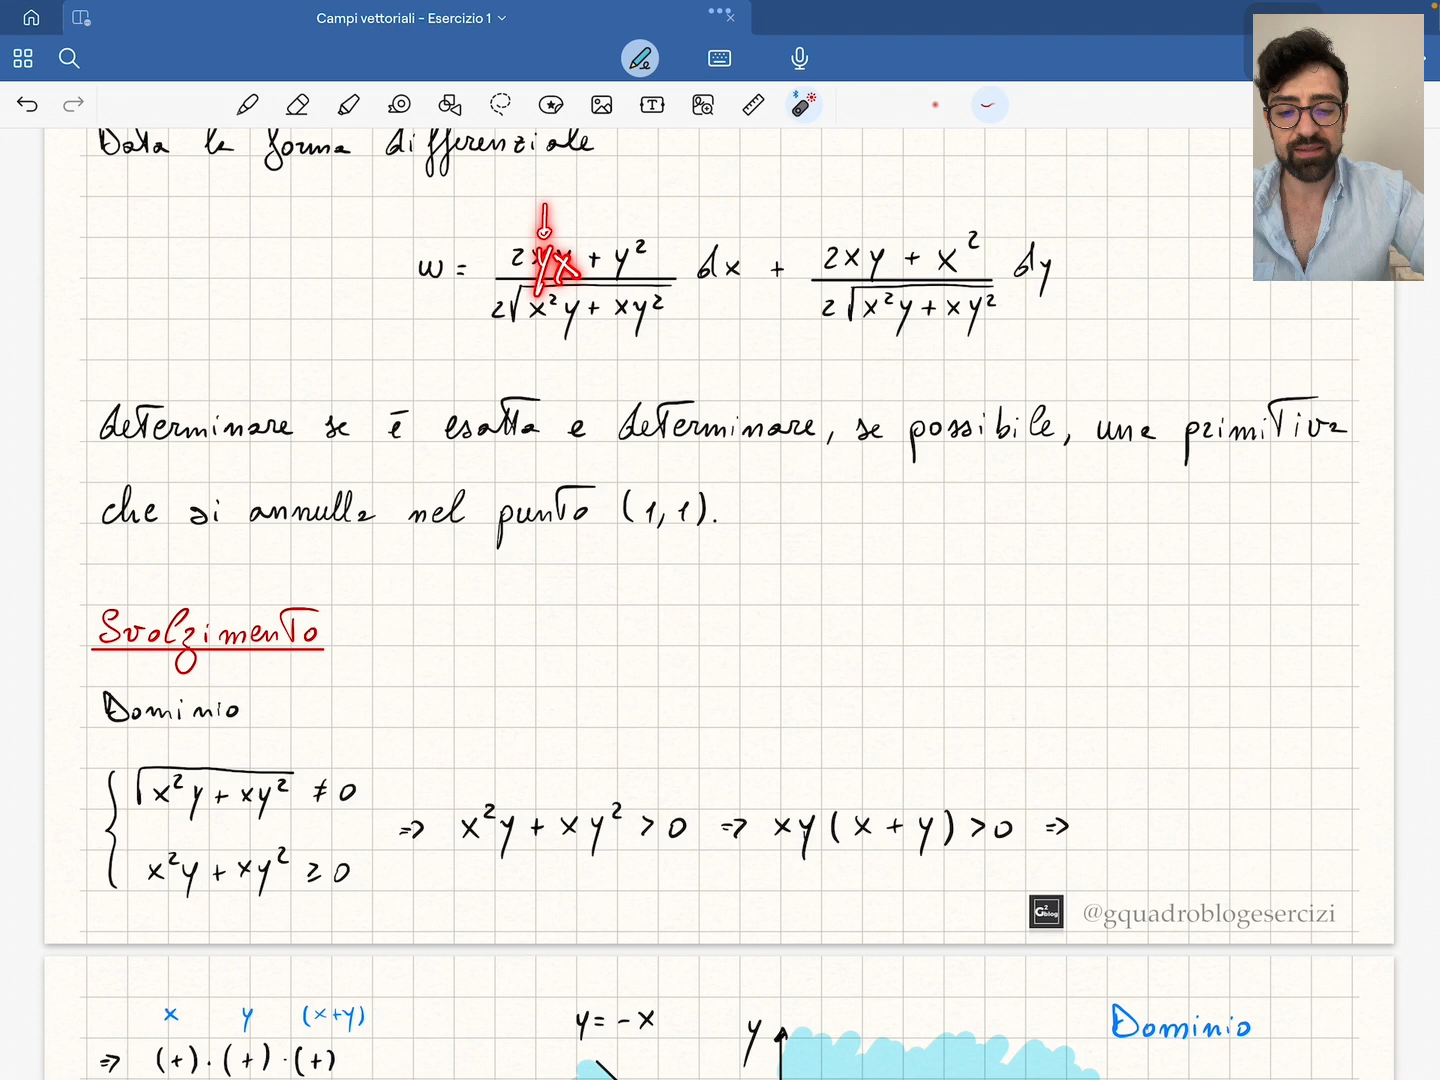 Campi vettoriali - Esercizio 1
Data la forma differenziale
w = 2xy + y² / 2√x²y + xy² dx + 2xy + x² / 2√x²y + xy² dy
yx
determinare se è esatta e determinare, se possibile, una primitiva
che si annulla nel punto (1,1).
Svolgimento
Dominio
{ √x²y + xy² ≠ 0
x²y + xy² ≥ 0
⇒ x²y + xy² > 0 ⇒ xy(x+y) > 0 ⇒
G²blog @gquadroblogesercizi
x y (x+y)
⇒ (+)·(+)·(+)
y = -x
y
Dominio